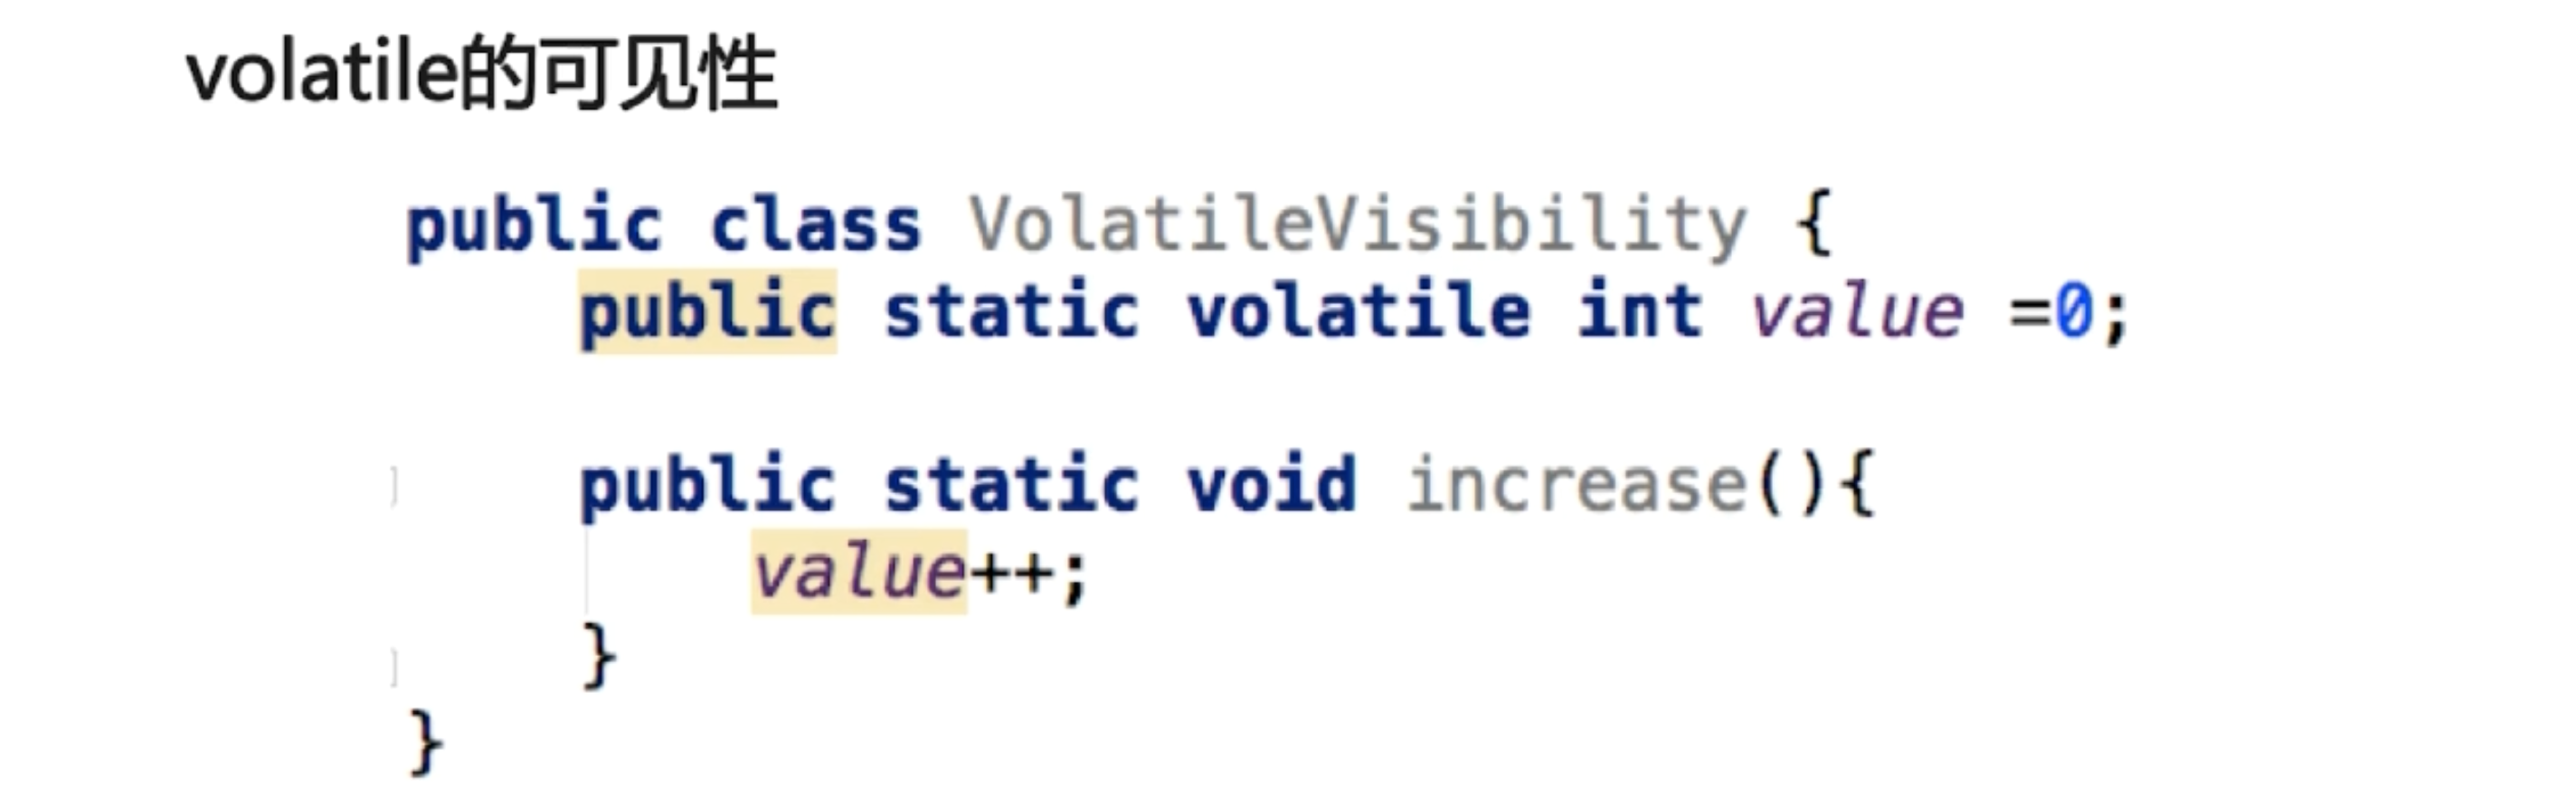 volatile的可见性
public class VolatileVisibility {
public static volatile int value =0;
public static void increase(){
value++;
}
}